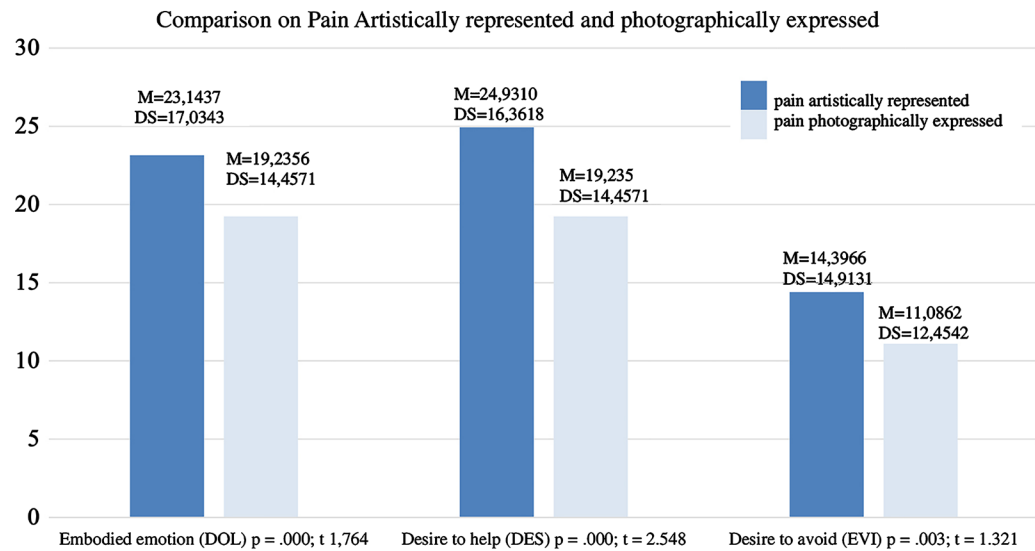 Comparison on Pain Artistically represented and photographically expressed
30
25
20
15
10
5
0
M=23,1437
DS=17,0343
M=19,2356
DS=14,4571
M=24,9310
DS=16,3618
M=19,235
DS=14,4571
M=14,3966
DS=14,9131
M=11,0862
DS=12,4542
pain artistically represented
pain photographically expressed
Embodied emotion (DOL) p = .000; t 1,764
Desire to help (DES) p = .000; t = 2.548
Desire to avoid (EVI) p = .003; t = 1.321